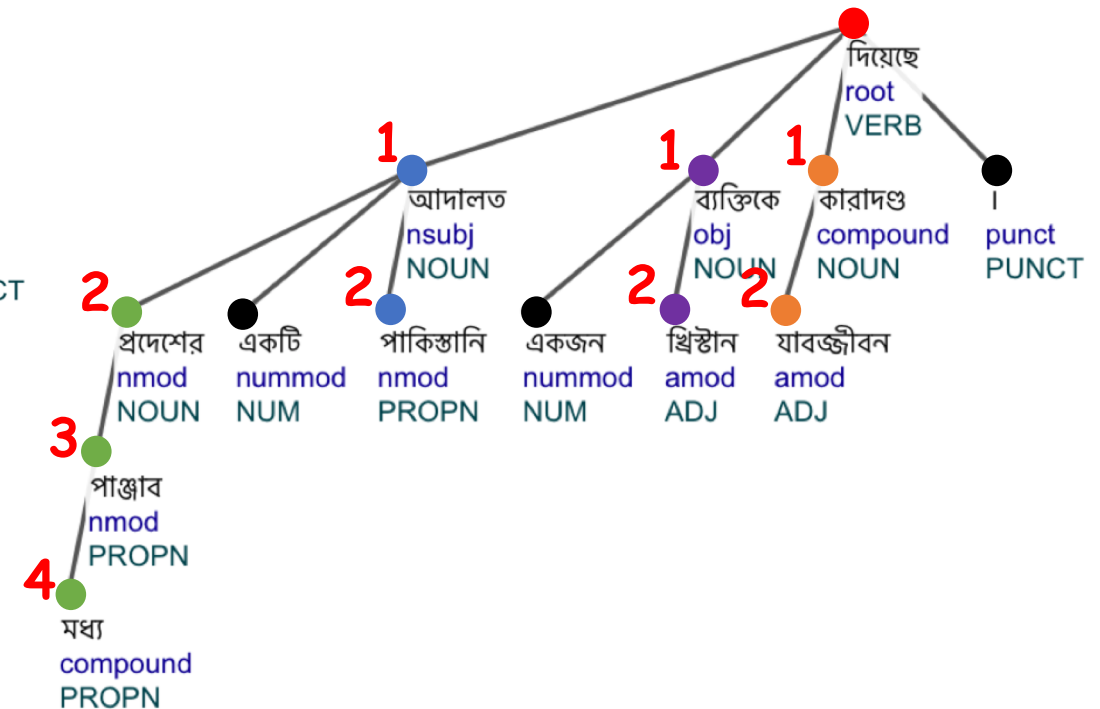 দিয়েছে
root
VERB
1
1
1
আদালত
nsubj
NOUN
ব্যক্তিকে
obj
NOUN
কারাদণ্ড
compound
NOUN
।
punct
PUNCT
CT
2
2
2
2
প্রদেশের
nmod
NOUN
একটি
nummod
NUM
পাকিস্তানি
nmod
PROPN
একজন
nummod
NUM
খ্রিস্টান
amod
ADJ
যাবজ্জীবন
amod
ADJ
3
পাঞ্জাব
nmod
PROPN
4
মধ্য
compound
PROPN